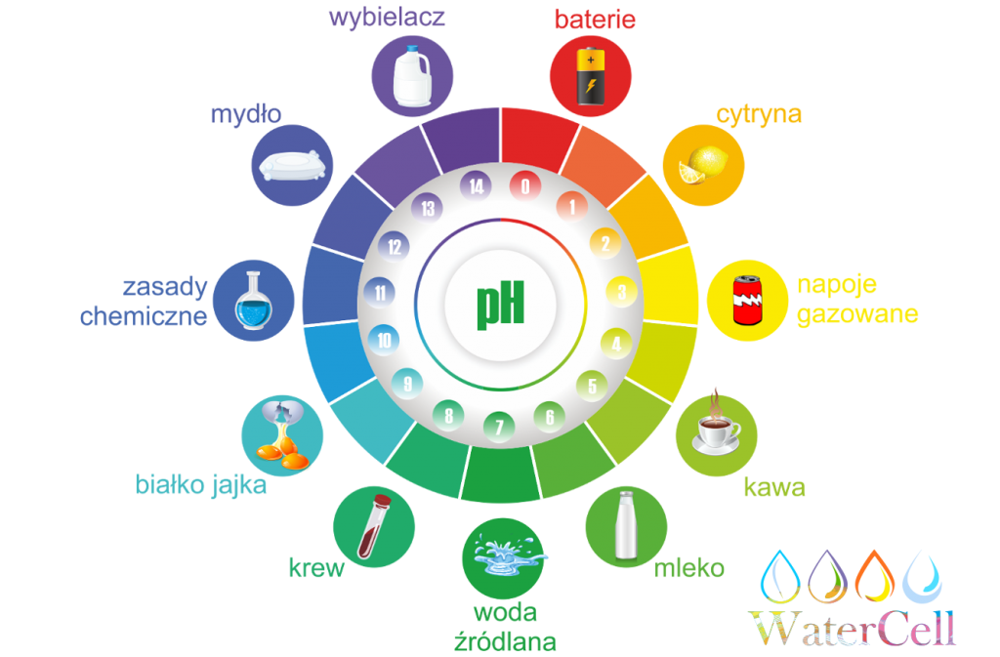 wybielacz
baterie
mydło
cytryna
14
0
13
1
12
2
zasady
chemiczne
11
pH
3
napoje
gazowane
10
4
9
5
8
7
6
białko jajka
kawa
krew
mleko
woda
źródlana
WaterCell